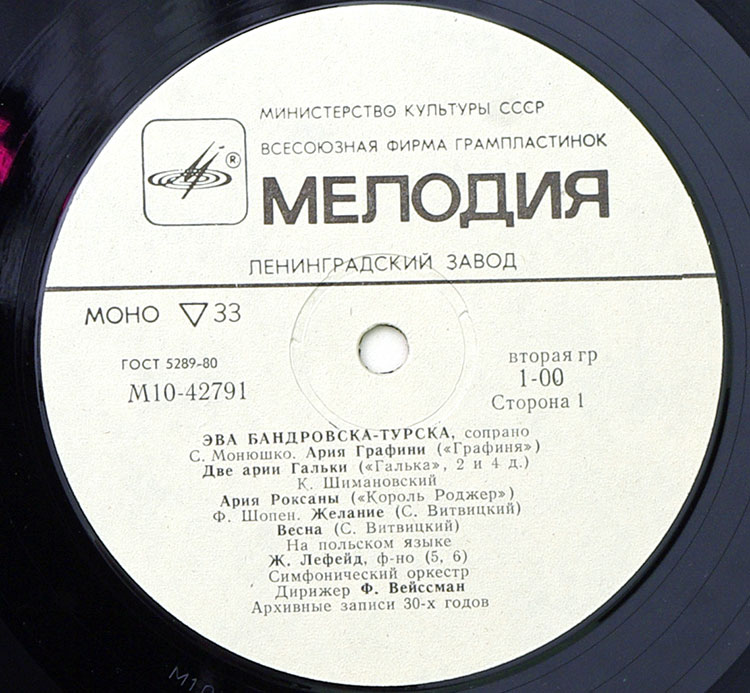 МИНИСТЕРСТВО КУЛЬТУРЫ СССР
ВСЕСОЮЗНАЯ ФИРМА ГРАМПЛАСТИНОК
®
МЕЛОДИЯ
ЛЕНИНГРАДСКИЙ ЗАВОД
МОНО ▽ 33
ГОСТ 5289-80
М10-42791
вторая гр
1-00
Сторона 1
ЭВА БАНДРОВСКА-ТУРСКА, сопрано
С. Монюшко. Ария Графини («Графиня»)
Две арии Гальки («Галька», 2 и 4 д.)
К. Шимановский
Ария Роксаны («Король Роджер»)
Ф. Шопен. Желание (С. Витвицкий)
Весна (С. Витвицкий)
На польском языке
Ж. Лефейд, ф-но (5, 6)
Симфонический оркестр
Дирижер Ф. Вейссман
Архивные записи 30-х годов